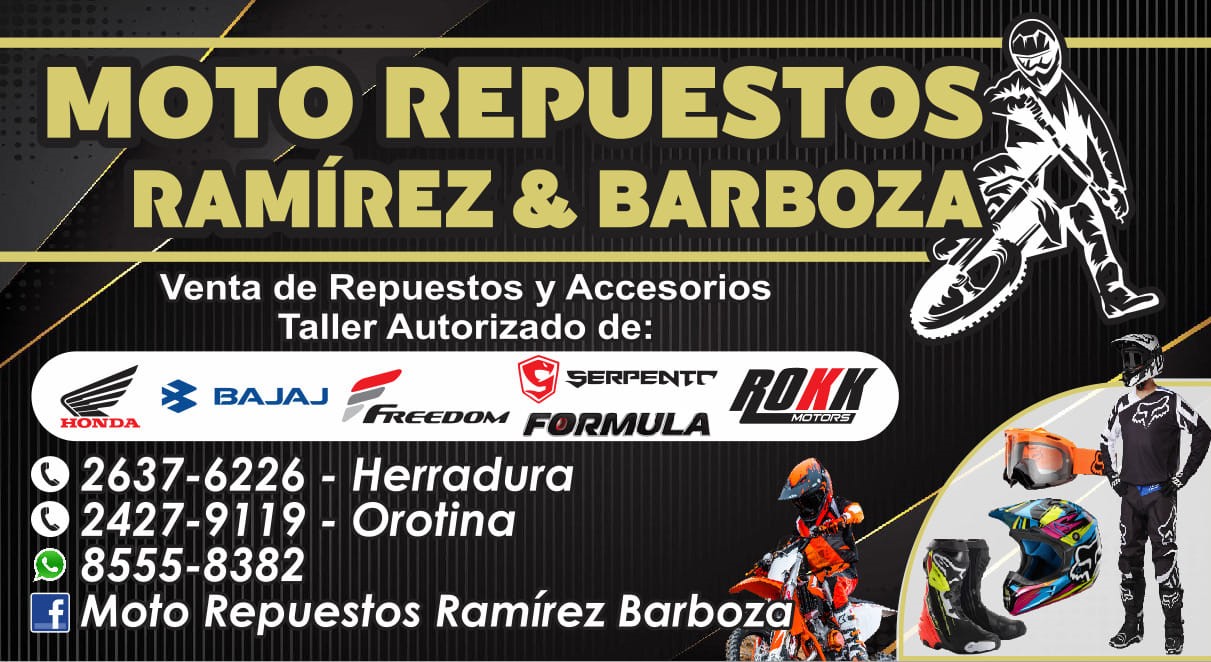 MOTO REPUESTOS
RAMÍREZ & BARBOZA
Venta de Repuestos y Accesorios
Taller Autorizado de:
HONDA
BAJAJ
FREEDOM
SERPENTO
FORMULA
ROKK
MOTORS
2637-6226 - Herradura
2427-9119 - Orotina
8555-8382
f Moto Repuestos Ramírez Barboza
FOX